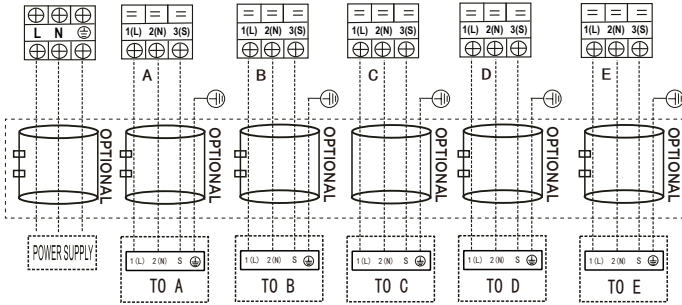 L N
1(L) 2(N) 3(S)
1(L) 2(N) 3(S)
1(L) 2(N) 3(S)
1(L) 2(N) 3(S)
1(L) 2(N) 3(S)
A
B
C
D
E
OPTIONAL
OPTIONAL
OPTIONAL
OPTIONAL
OPTIONAL
OPTIONAL
POWER SUPPLY
1(L) 2(N) S
TO A
1(L) 2(N) S
TO B
1(L) 2(N) S
TO C
1(L) 2(N) S
TO D
1(L) 2(N) S
TO E